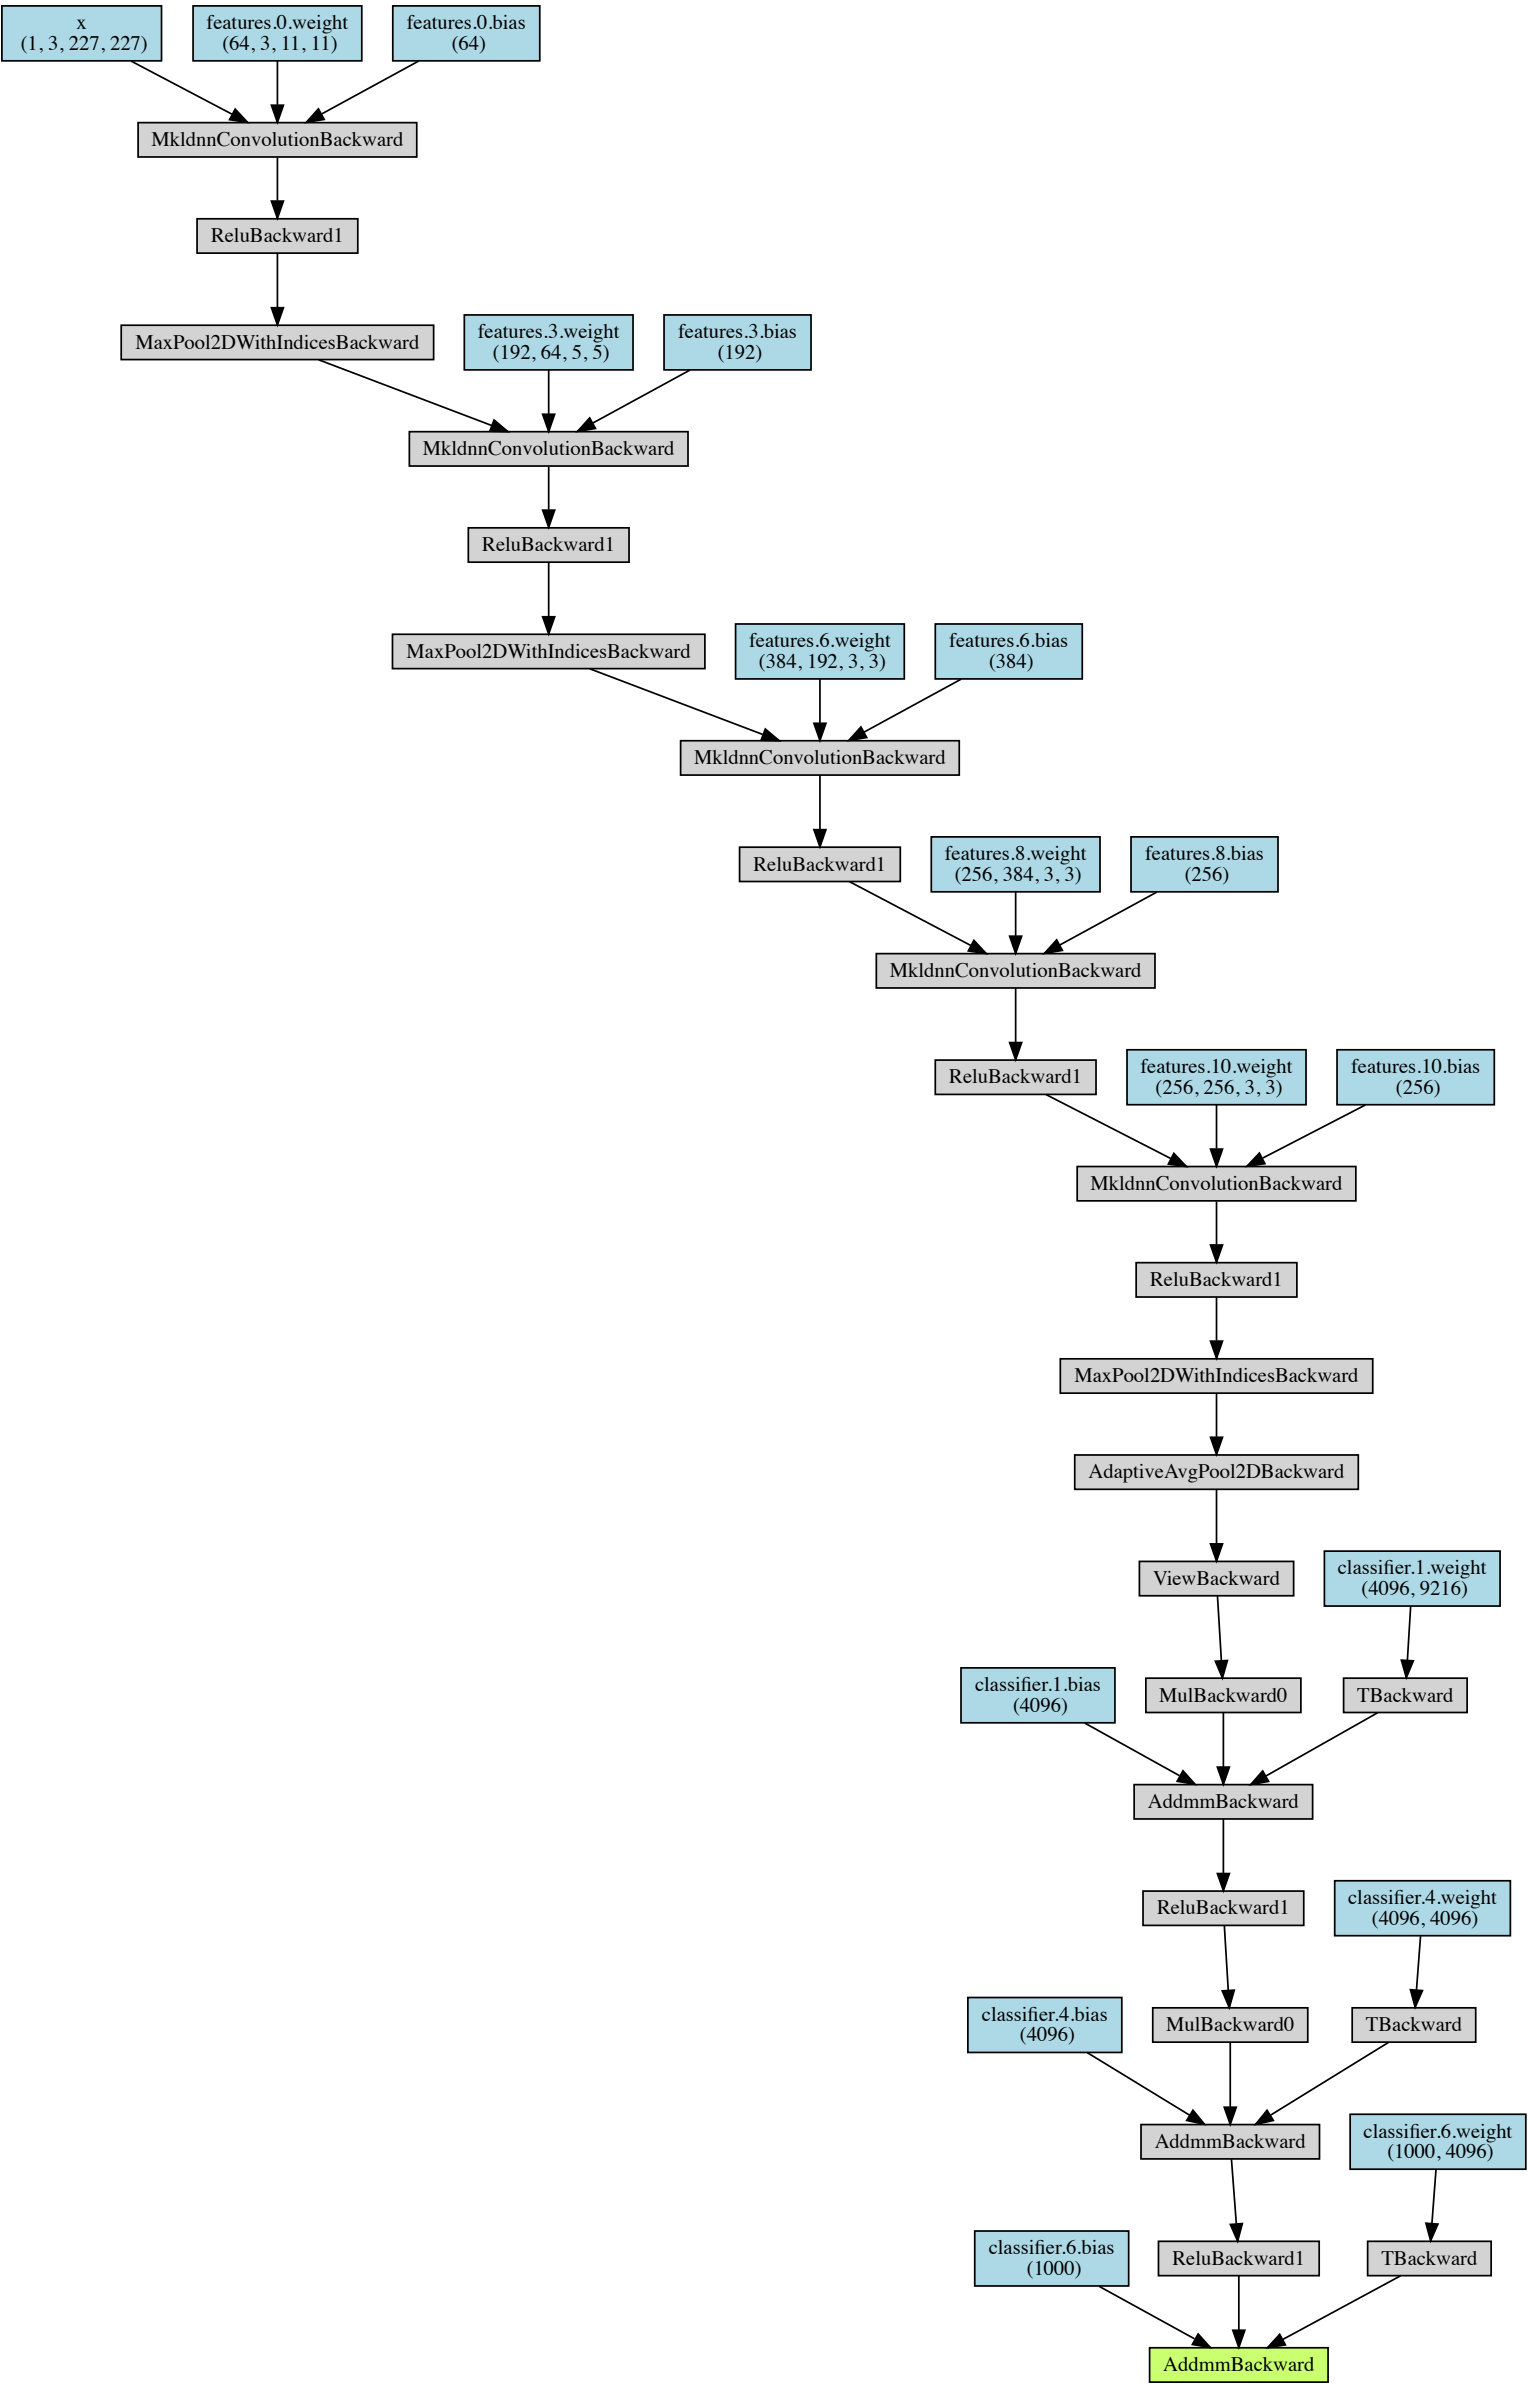 x
(1, 3, 227, 227)
features.0.weight
(64, 3, 11, 11)
features.0.bias
(64)
MkldnnConvolutionBackward
ReluBackward1
MaxPool2DWithIndicesBackward
features.3.weight
(192, 64, 5, 5)
features.3.bias
(192)
MkldnnConvolutionBackward
ReluBackward1
MaxPool2DWithIndicesBackward
features.6.weight
(384, 192, 3, 3)
features.6.bias
(384)
MkldnnConvolutionBackward
ReluBackward1
features.8.weight
(256, 384, 3, 3)
features.8.bias
(256)
MkldnnConvolutionBackward
ReluBackward1
features.10.weight
(256, 256, 3, 3)
features.10.bias
(256)
MkldnnConvolutionBackward
ReluBackward1
MaxPool2DWithIndicesBackward
AdaptiveAvgPool2DBackward
ViewBackward
classifier.1.weight
(4096, 9216)
classifier.1.bias
(4096)
MulBackward0
TBackward
AddmmBackward
ReluBackward1
classifier.4.weight
(4096, 4096)
classifier.4.bias
(4096)
MulBackward0
TBackward
AddmmBackward
classifier.6.weight
(1000, 4096)
classifier.6.bias
(1000)
ReluBackward1
TBackward
AddmmBackward